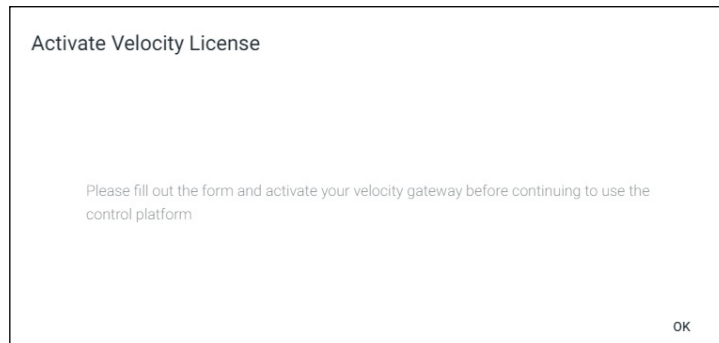 Activate Velocity License
Please fill out the form and activate your velocity gateway before continuing to use the
control platform
OK